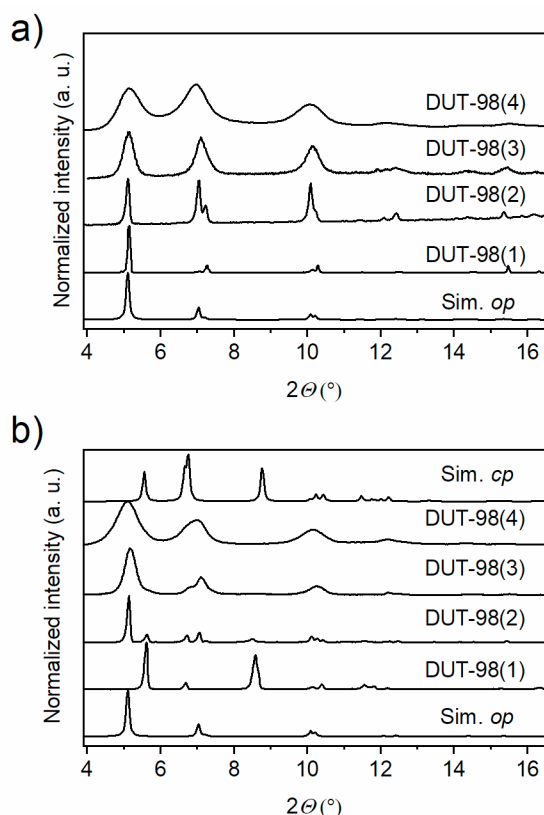 a)
Normalized intensity (a. u.)
DUT-98(4)
DUT-98(3)
DUT-98(2)
DUT-98(1)
Sim. op
4 6 8 10 12 14 16
2Θ (°)
b)
Normalized intensity (a. u.)
Sim. cp
DUT-98(4)
DUT-98(3)
DUT-98(2)
DUT-98(1)
Sim. op
4 6 8 10 12 14 16
2Θ (°)